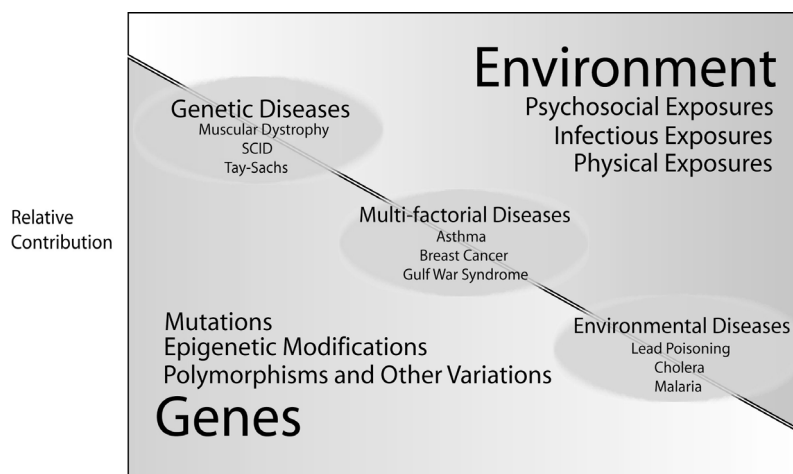 Environment
Psychosocial Exposures
Infectious Exposures
Physical Exposures
Genetic Diseases
Muscular Dystrophy
SCID
Tay-Sachs
Relative
Contribution
Multi-factorial Diseases
Asthma
Breast Cancer
Gulf War Syndrome
Environmental Diseases
Lead Poisoning
Cholera
Malaria
Mutations
Epigenetic Modifications
Polymorphisms and Other Variations
Genes